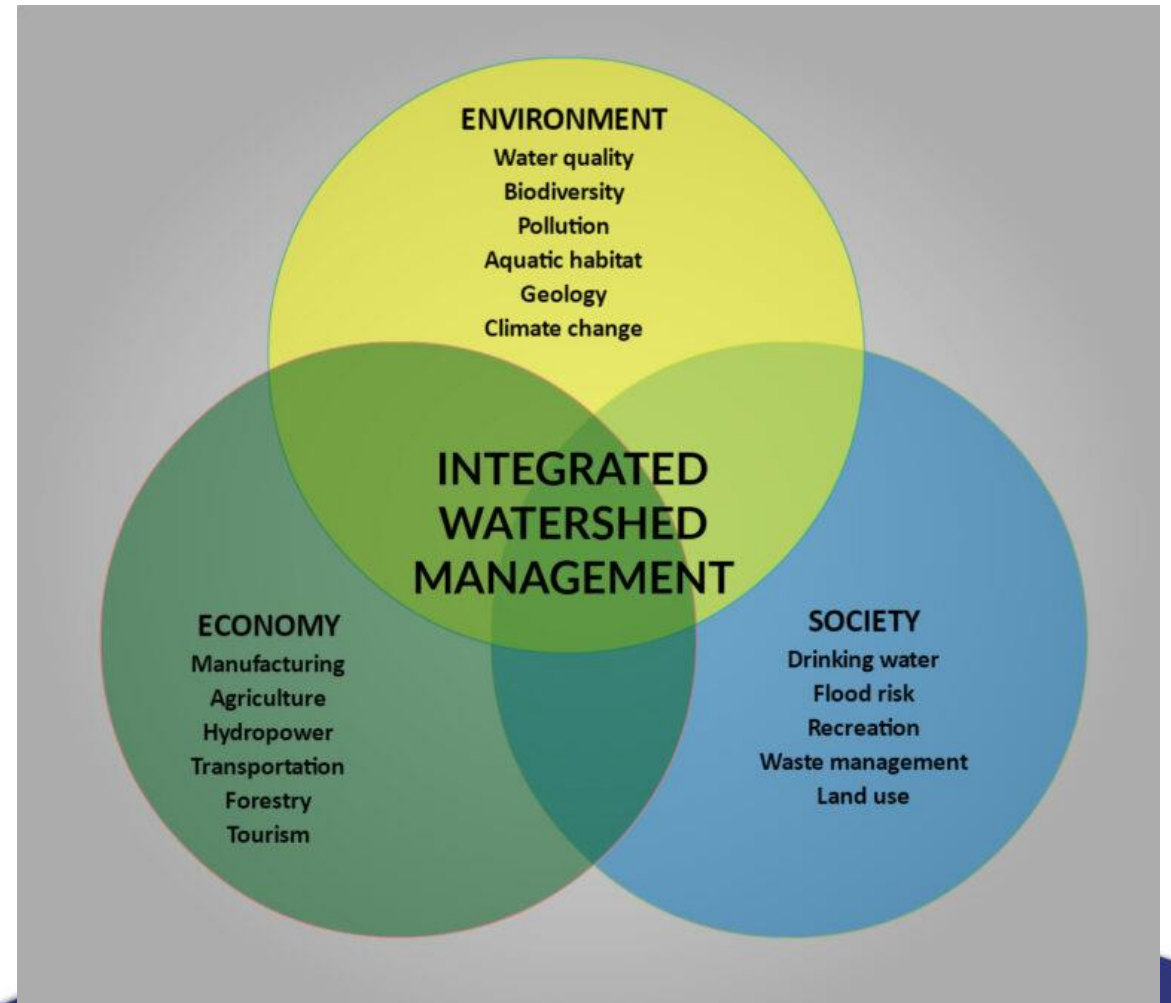 ENVIRONMENT
Water quality
Biodiversity
Pollution
Aquatic habitat
Geology
Climate change
INTEGRATED
WATERSHED
MANAGEMENT
ECONOMY
Manufacturing
Agriculture
Hydropower
Transportation
Forestry
Tourism
SOCIETY
Drinking water
Flood risk
Recreation
Waste management
Land use